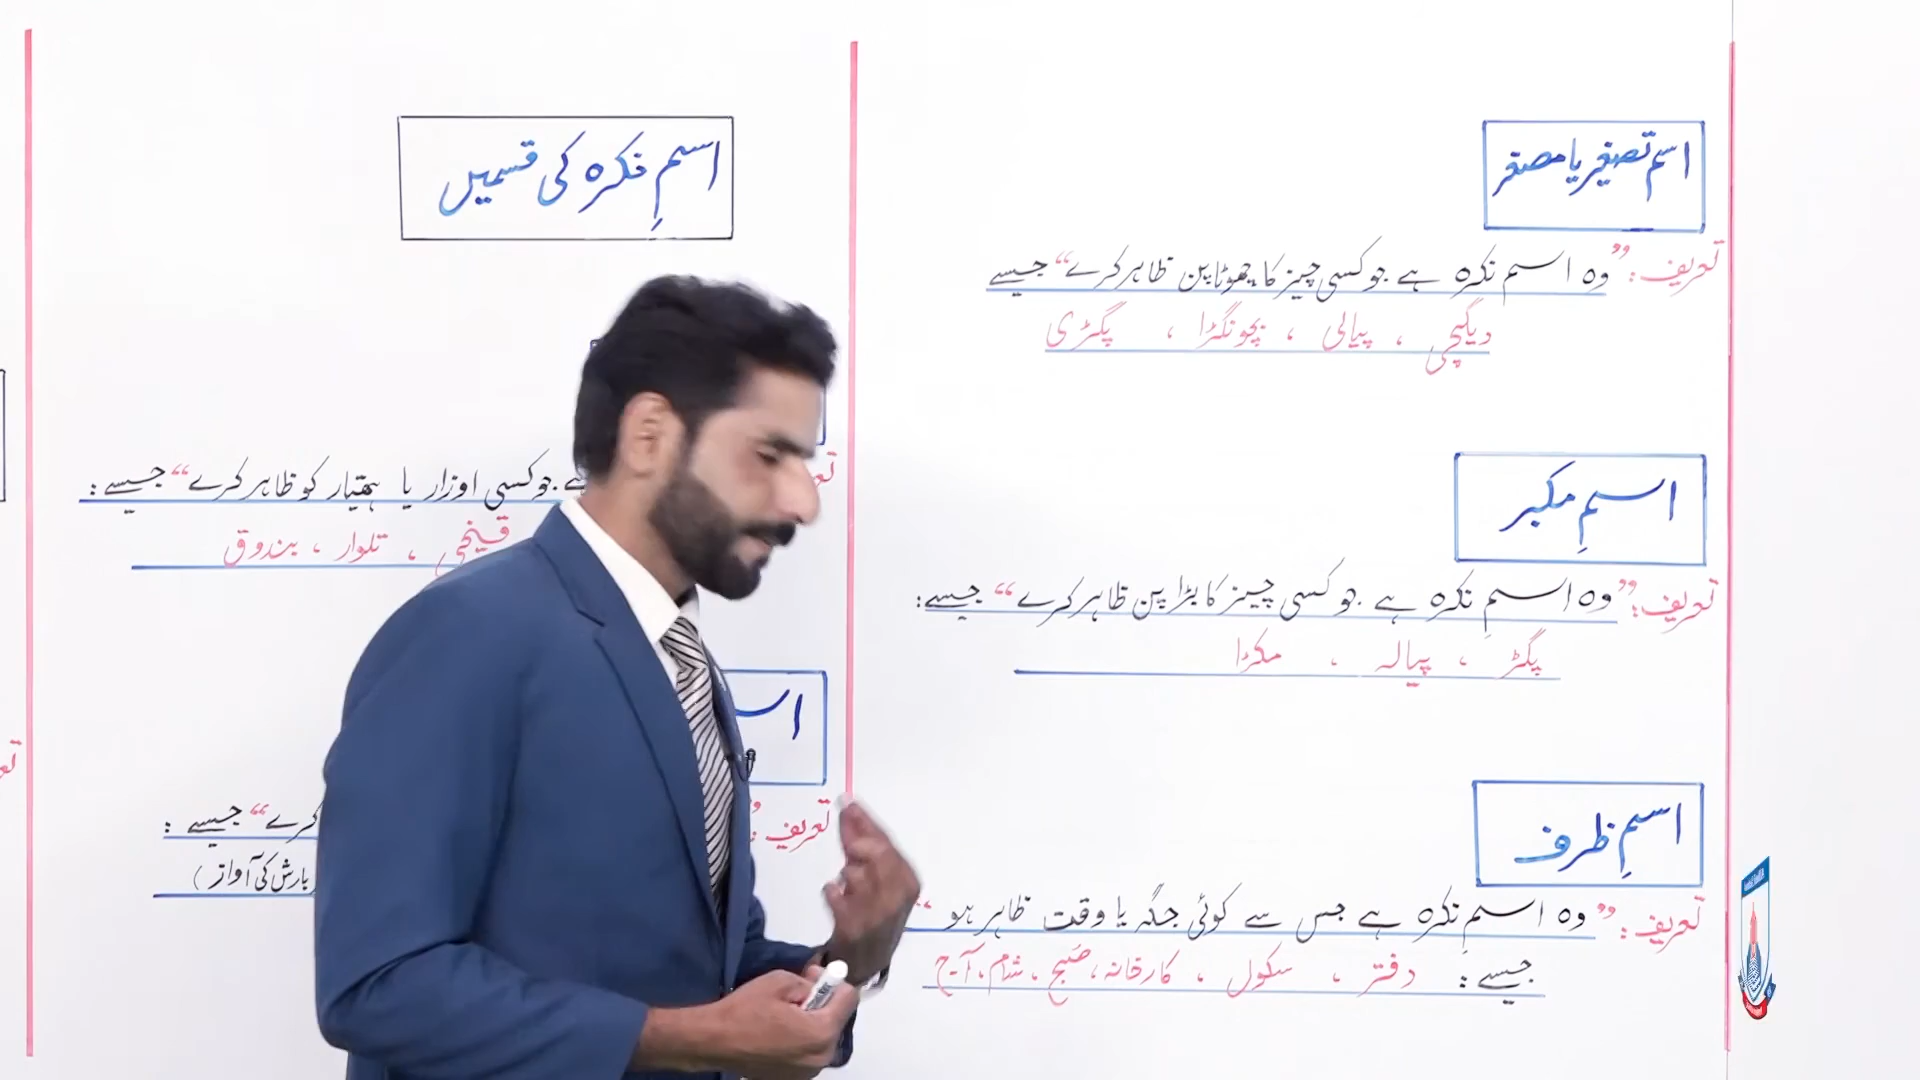 اسمِ نکرہ کی قسمیں
اسم تصغیر یا مصغر
تعریف: ”وہ اسم نکرہ ہے جو کسی چیز کا چھوٹا پن ظاہر کرے“ جیسے
دیگچی ، پیالی ، بچونگڑا ، پگڑی
اسمِ مکبر
تعریف: ”وہ اسمِ نکرہ ہے جو کسی چیز کا بڑا پن ظاہر کرے“ جیسے:
پگڑ ، پیالہ ، مکڑا
اسمِ ظرف
تعریف: ”وہ اسمِ نکرہ ہے جس سے کوئی جگہ یا وقت ظاہر ہو“
جیسے: دفتر ، سکول ، کارخانہ، صبح ، شام، آج
جو کسی اوزار یا ہتیار کو ظاہر کرے“ جیسے:
قینچی ، تلوار ، بندوق
تعریف:” کرے“ جیسے :
بارش کی آواز )